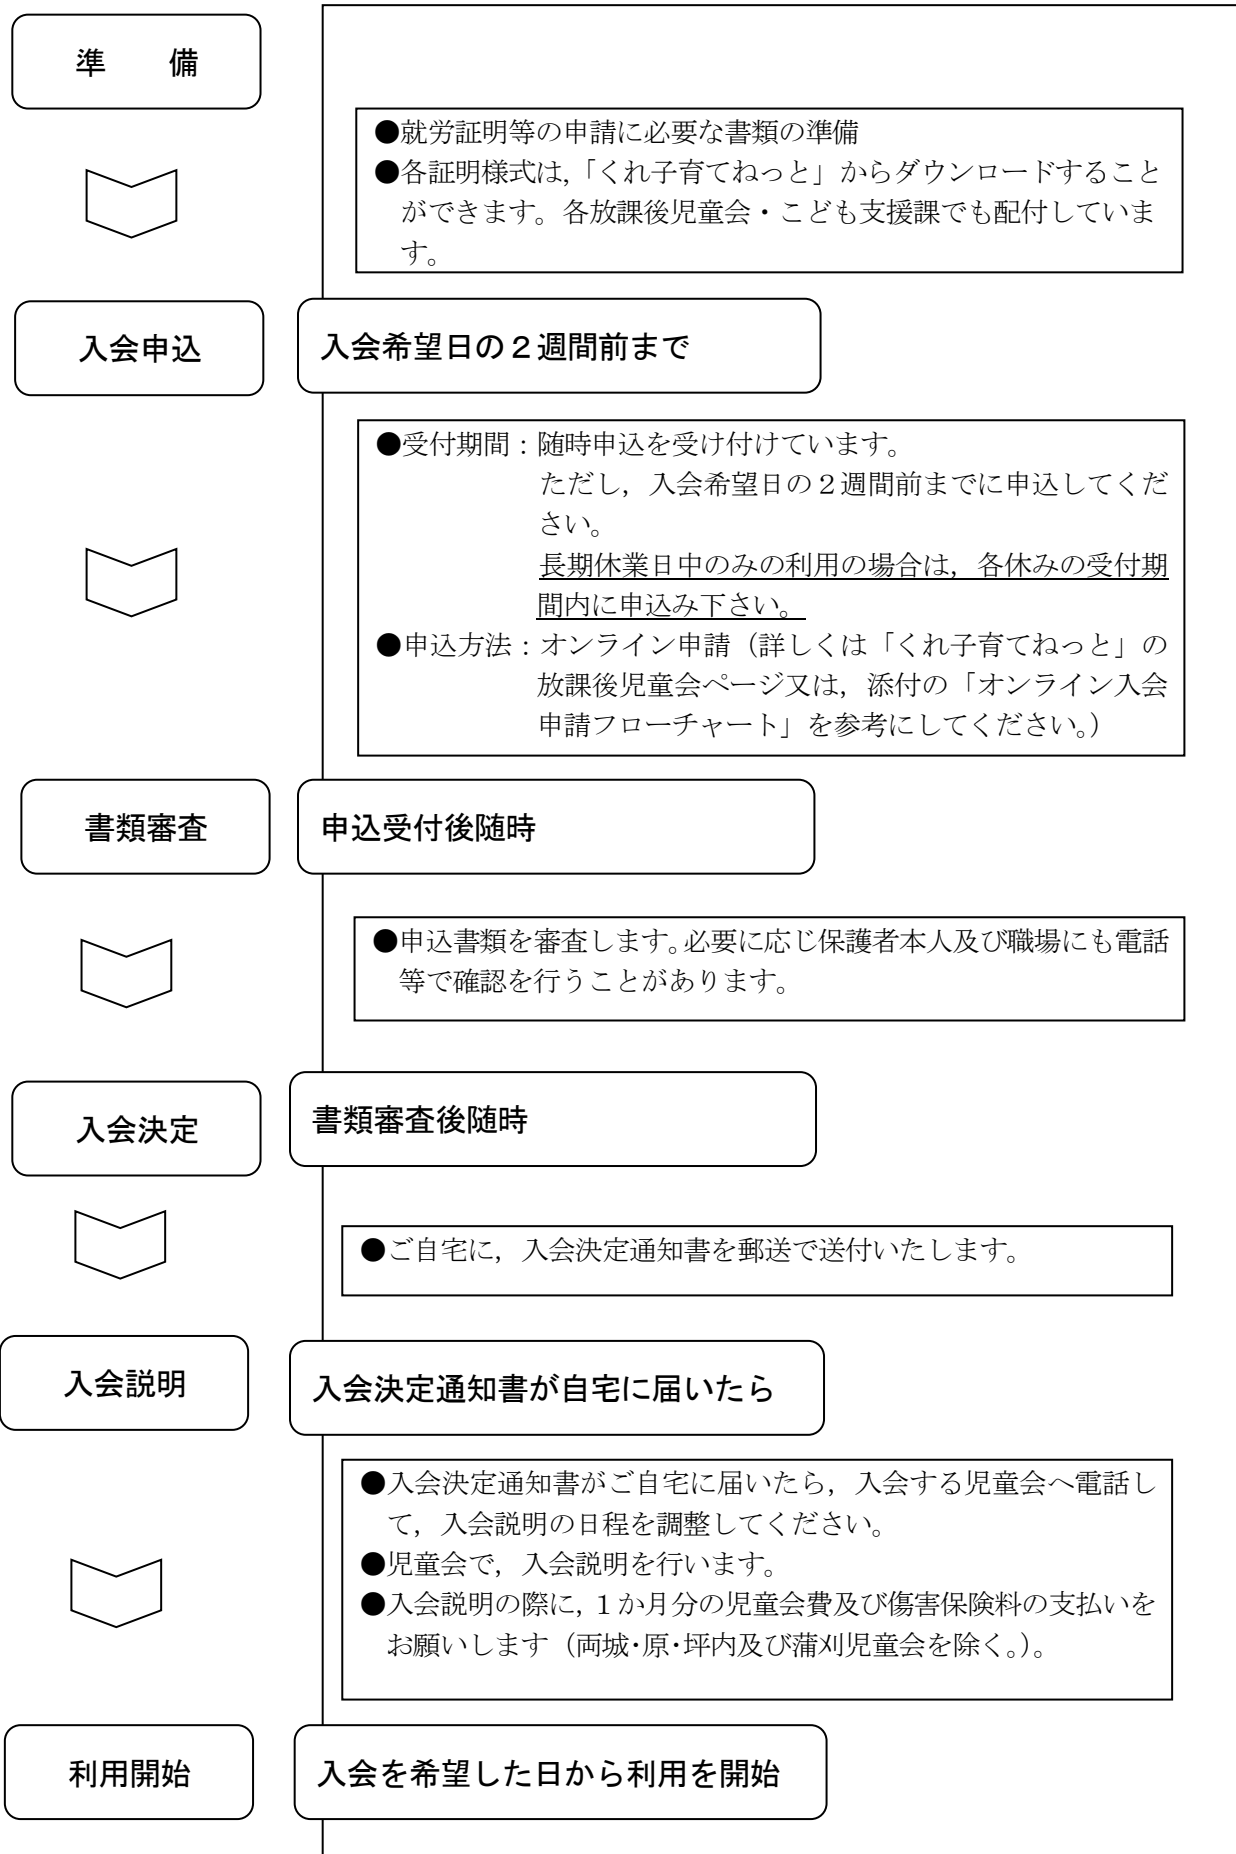 準　　備
●就労証明等の申請に必要な書類の準備
●各証明様式は，「くれ子育てねっと」からダウンロードすること
ができます。各放課後児童会・こども支援課でも配付していま
す。
入会申込
入会希望日の２週間前まで
●受付期間：随時申込を受け付けています。
ただし，入会希望日の２週間前までに申込してくだ
さい。
長期休業日中のみの利用の場合は，各休みの受付期
間内に申込み下さい。
●申込方法：オンライン申請（詳しくは「くれ子育てねっと」の
放課後児童会ページ又は，添付の「オンライン入会
申請フローチャート」を参考にしてください。）
書類審査
申込受付後随時
●申込書類を審査します。必要に応じ保護者本人及び職場にも電話
等で確認を行うことがあります。
入会決定
書類審査後随時
●ご自宅に，入会決定通知書を郵送で送付いたします。
入会説明
入会決定通知書が自宅に届いたら
●入会決定通知書がご自宅に届いたら，入会する児童会へ電話し
て，入会説明の日程を調整してください。
●児童会で，入会説明を行います。
●入会説明の際に，１か月分の児童会費及び傷害保険料の支払いを
お願いします（両城・原・坪内及び蒲刈児童会を除く。）。
利用開始
入会を希望した日から利用を開始